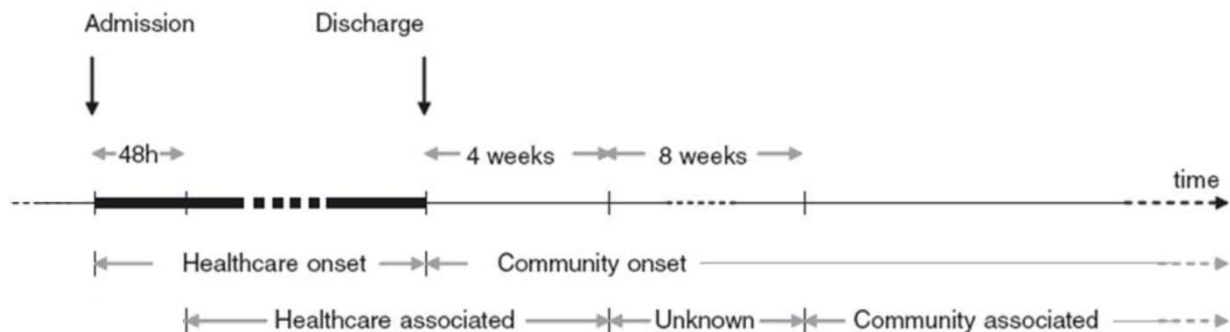 Admission Discharge
48h 4 weeks 8 weeks
time
Healthcare onset Community onset
Healthcare associated Unknown Community associated